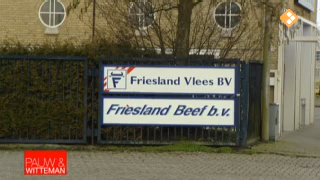 Friesland Vlees BV
F
Friesland Beef b.v.
PAUW &
WITTEMAN